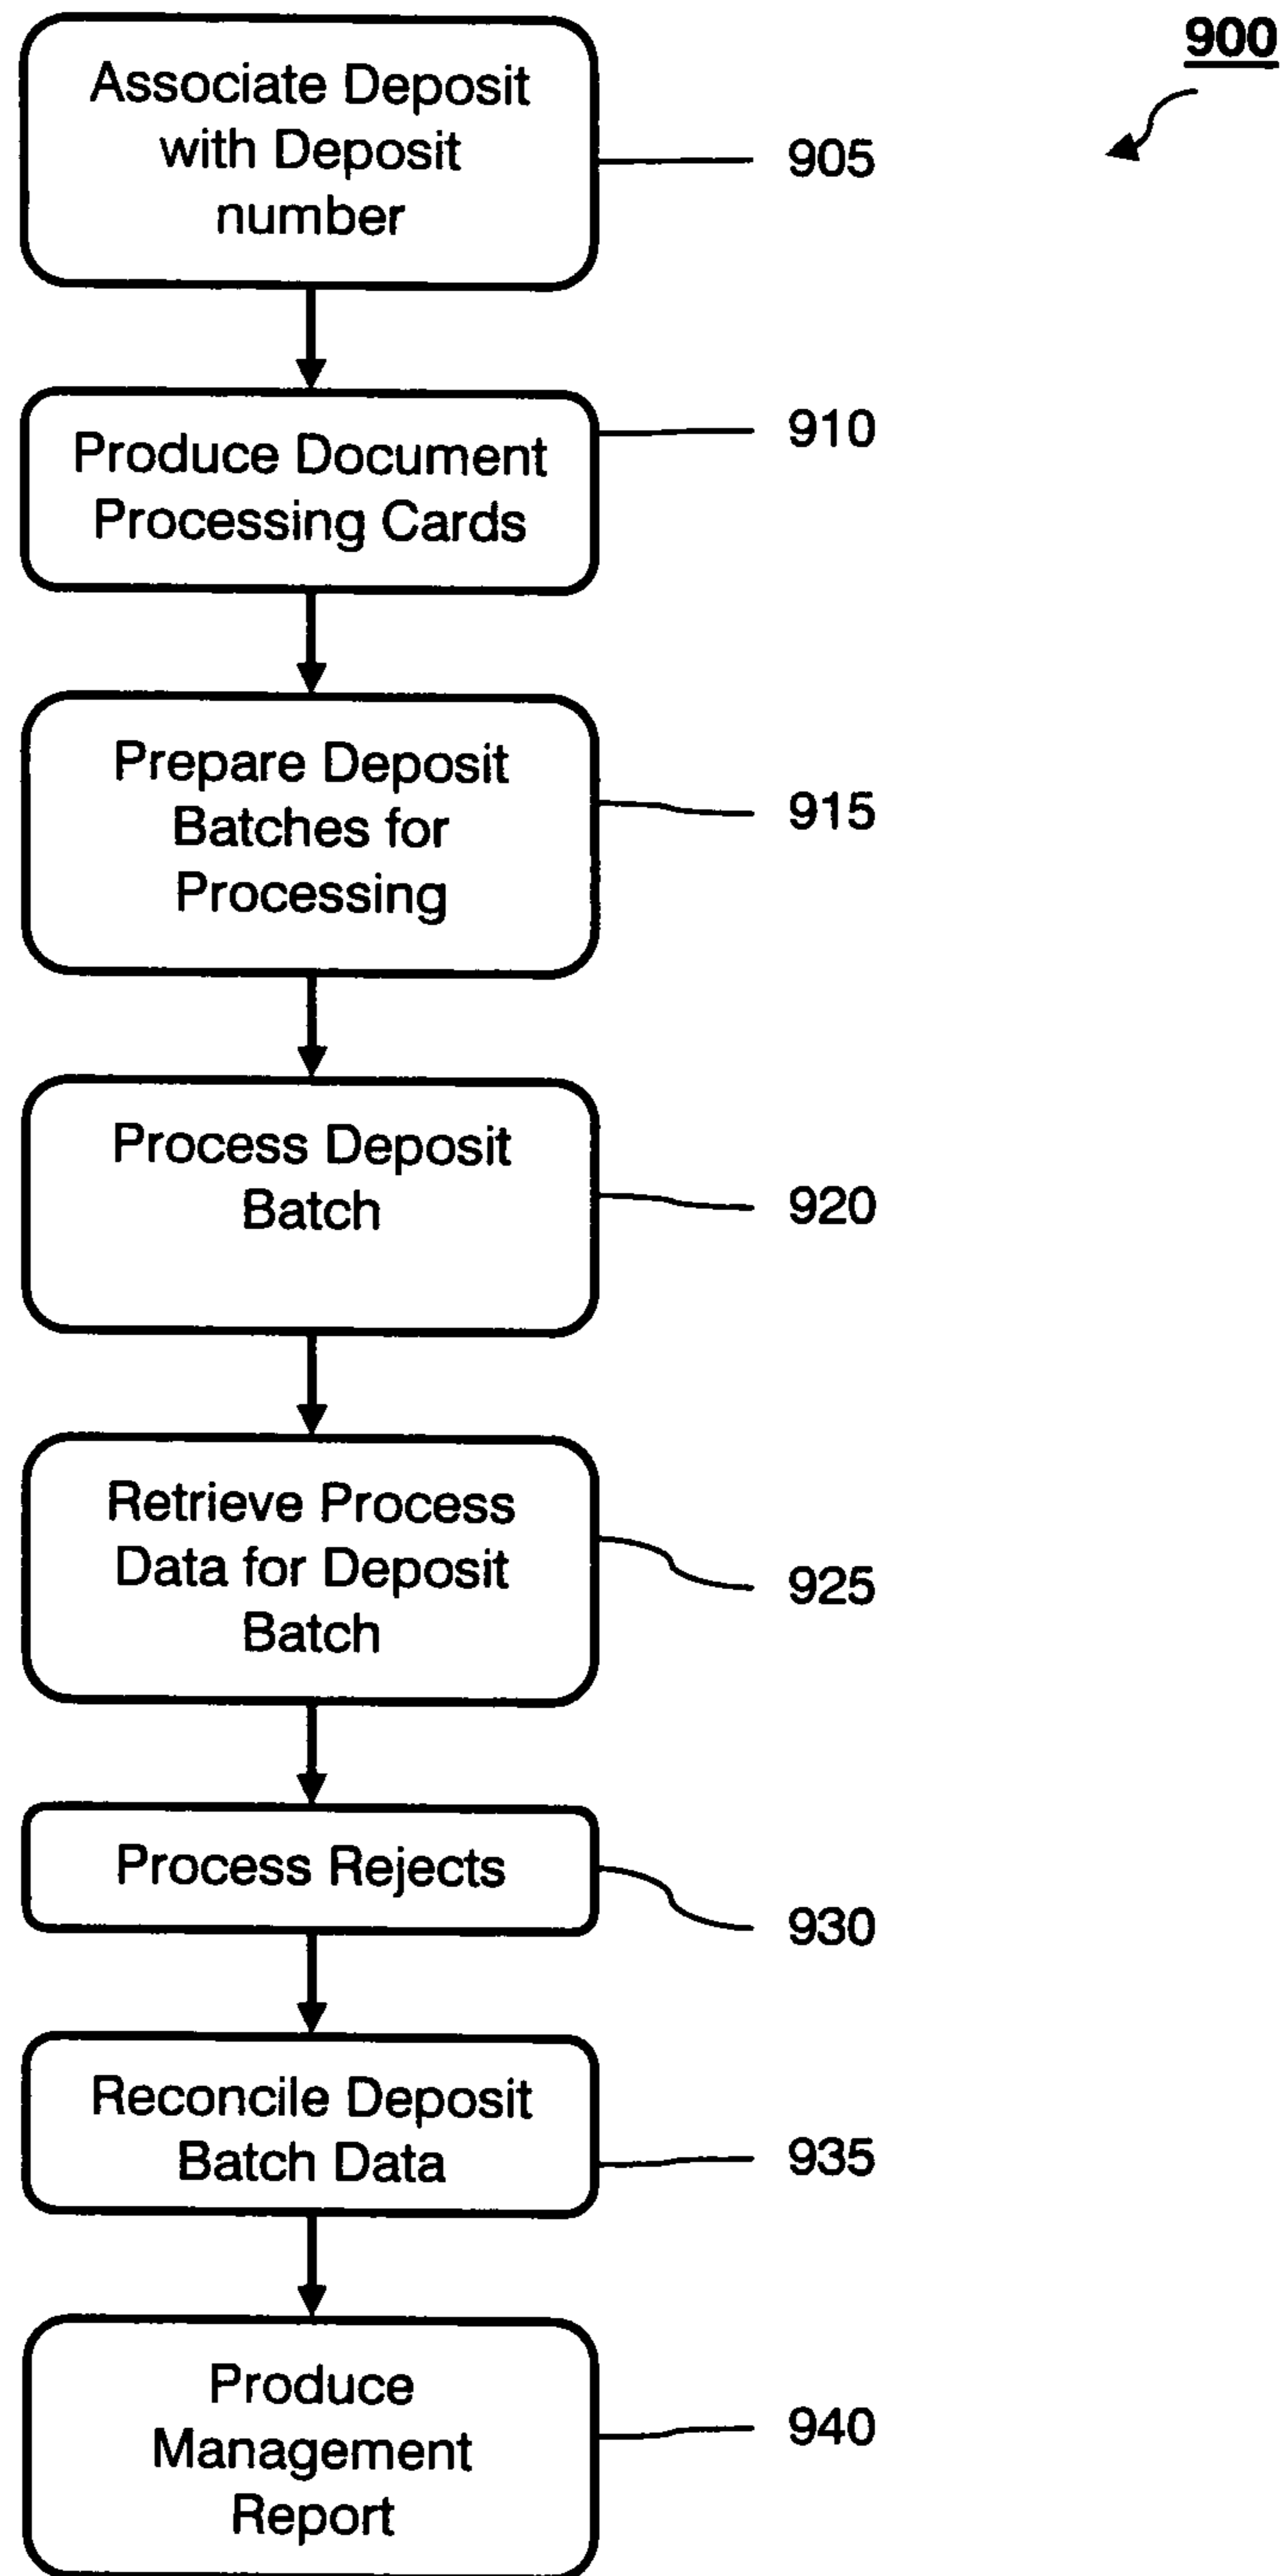 900
Associate Deposit
with Deposit
number
905
Produce Document
Processing Cards
910
Prepare Deposit
Batches for
Processing
915
Process Deposit
Batch
920
Retrieve Process
Data for Deposit
Batch
925
Process Rejects
930
Reconcile Deposit
Batch Data
935
Produce
Management
Report
940